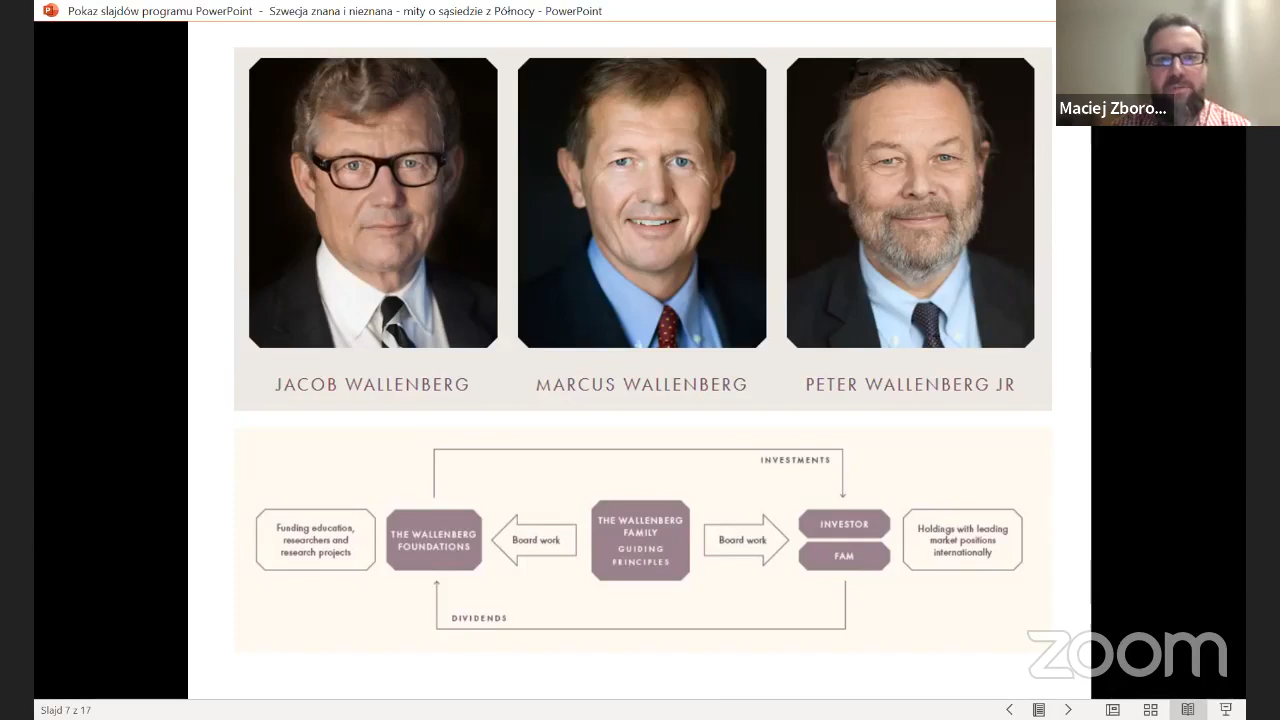 Pokaz slajdów programu PowerPoint - Szwecja znana i nieznana - mity o sąsiedzie z Północy - PowerPoint
Maciej Zboro...
JACOB WALLENBERG
MARCUS WALLENBERG
PETER WALLENBERG JR
INVESTMENTS
Funding education,
researchers and
research projects
THE WALLENBERG
FOUNDATIONS
Board work
THE WALLENBERG
FAMILY
GUIDING
PRINCIPLES
Board work
INVESTOR
FAM
Holdings with leading
market positions
internationally
DIVIDENDS
zoom
Slajd 7 z 17